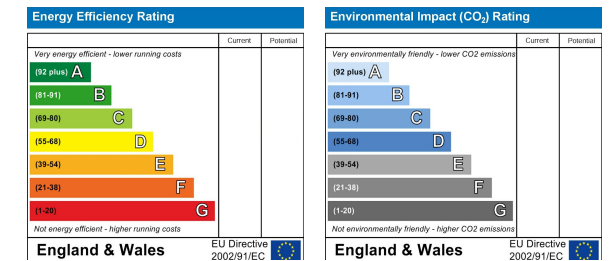 Energy Efficiency Rating
Current Potential
Very energy efficient - lower running costs
(92 plus) A
(81-91) B
(69-80) C
(55-68) D
(39-54) E
(21-38) F
(1-20) G
Not energy efficient - higher running costs
England & Wales
EU Directive
2002/91/EC
Environmental Impact (CO₂) Rating
Current Potential
Very environmentally friendly - lower CO2 emissions
(92 plus) A
(81-91) B
(69-80) C
(55-68) D
(39-54) E
(21-38) F
(1-20) G
Not environmentally friendly - higher CO2 emissions
England & Wales
EU Directive
2002/91/EC